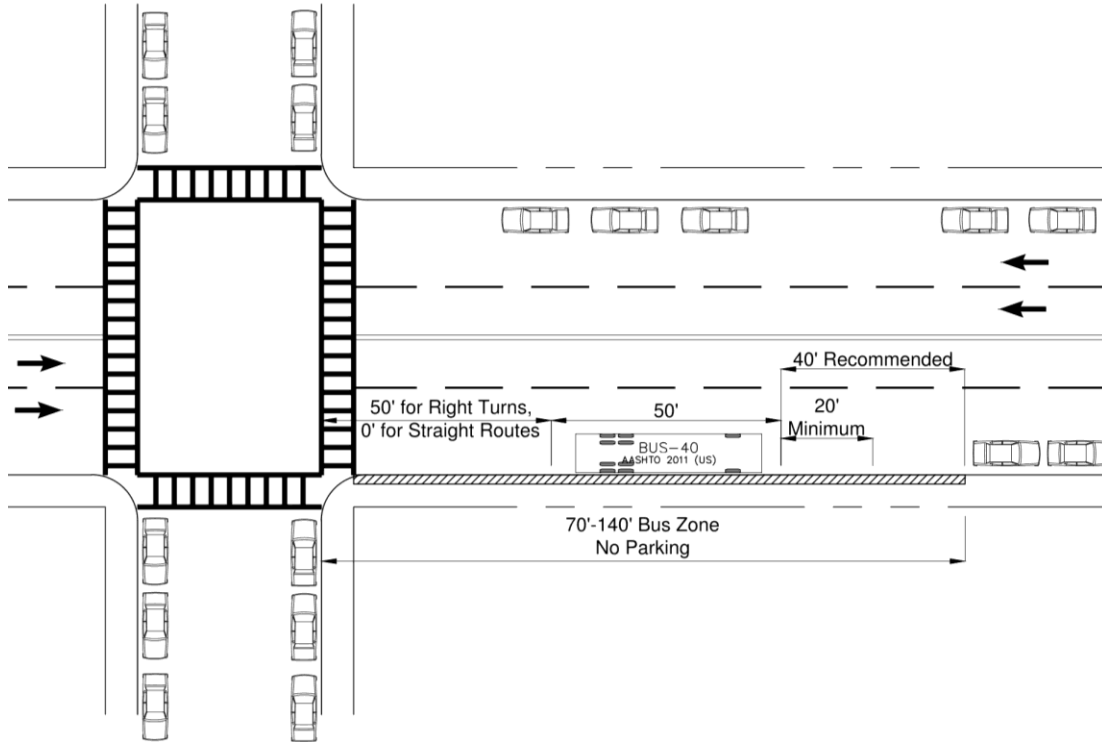 40' Recommended
50' for Right Turns,
0' for Straight Routes
50'
20'
Minimum
BUS-40
AASHTO 2011 (US)
70'-140' Bus Zone
No Parking